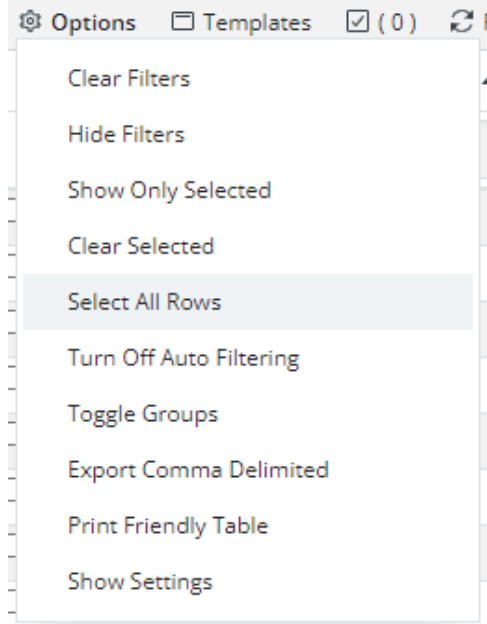 Options Templates ( 0 )
Clear Filters
Hide Filters
Show Only Selected
Clear Selected
Select All Rows
Turn Off Auto Filtering
Toggle Groups
Export Comma Delimited
Print Friendly Table
Show Settings